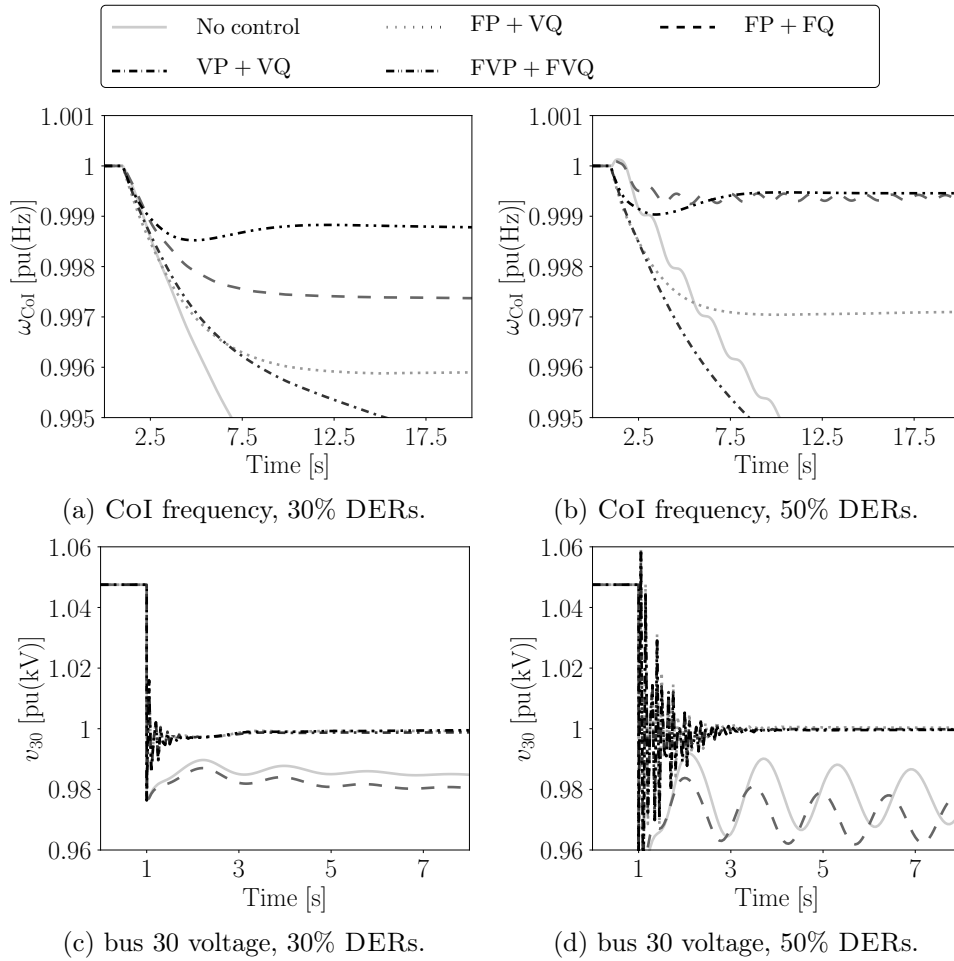 No control
FP + VQ
FP + FQ
VP + VQ
FVP + FVQ
1.001
1
0.999
0.998
0.997
0.996
0.995
ω_CoI [pu(Hz)]
2.5 7.5 12.5 17.5
Time [s]
(a) CoI frequency, 30% DERs.
1.001
1
0.999
0.998
0.997
0.996
0.995
ω_CoI [pu(Hz)]
2.5 7.5 12.5 17.5
Time [s]
(b) CoI frequency, 50% DERs.
1.06
1.04
1.02
1
0.98
0.96
v_30 [pu(kV)]
1 3 5 7
Time [s]
(c) bus 30 voltage, 30% DERs.
1.06
1.04
1.02
1
0.98
0.96
v_30 [pu(kV)]
1 3 5 7
Time [s]
(d) bus 30 voltage, 50% DERs.